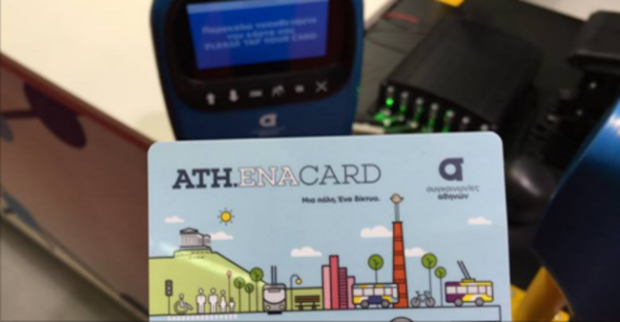 Παρακαλώ τοποθετήστε
την κάρτα σας
PLEASE TAP YOUR CARD
ATH.ENACARD
Μια πόλη, Ένα δίκτυο.
συγκοινωνίες
αθηνών